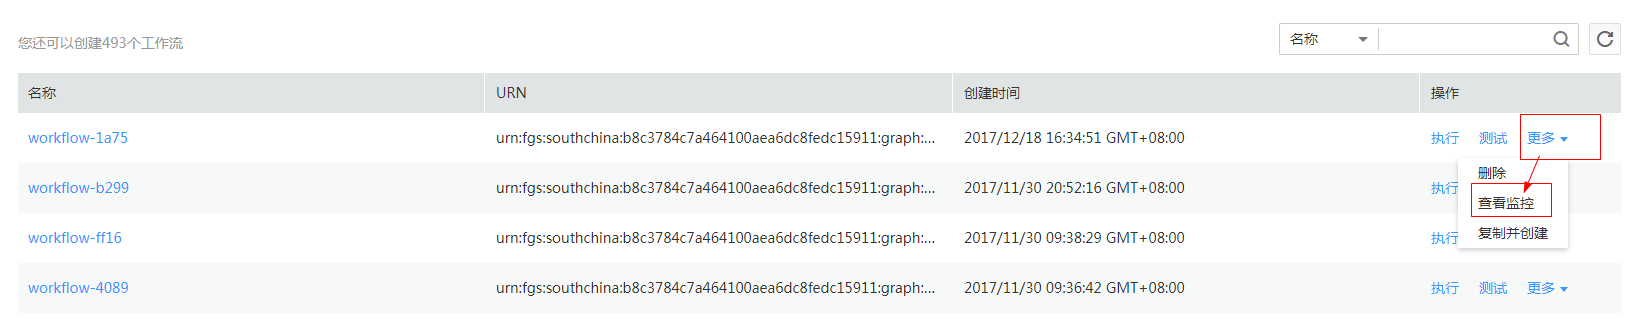 您还可以创建493个工作流
名称
名称 URN 创建时间 操作
workflow-1a75 urn:fgs:southchina:b8c3784c7a464100aea6dc8fedc15911:graph:... 2017/12/18 16:34:51 GMT+08:00 执行 测试 更多
删除
workflow-b299 urn:fgs:southchina:b8c3784c7a464100aea6dc8fedc15911:graph:... 2017/11/30 20:52:16 GMT+08:00 执行
查看监控
workflow-ff16 urn:fgs:southchina:b8c3784c7a464100aea6dc8fedc15911:graph:... 2017/11/30 09:38:29 GMT+08:00 执行
复制并创建
workflow-4089 urn:fgs:southchina:b8c3784c7a464100aea6dc8fedc15911:graph:... 2017/11/30 09:36:42 GMT+08:00 执行 测试 更多